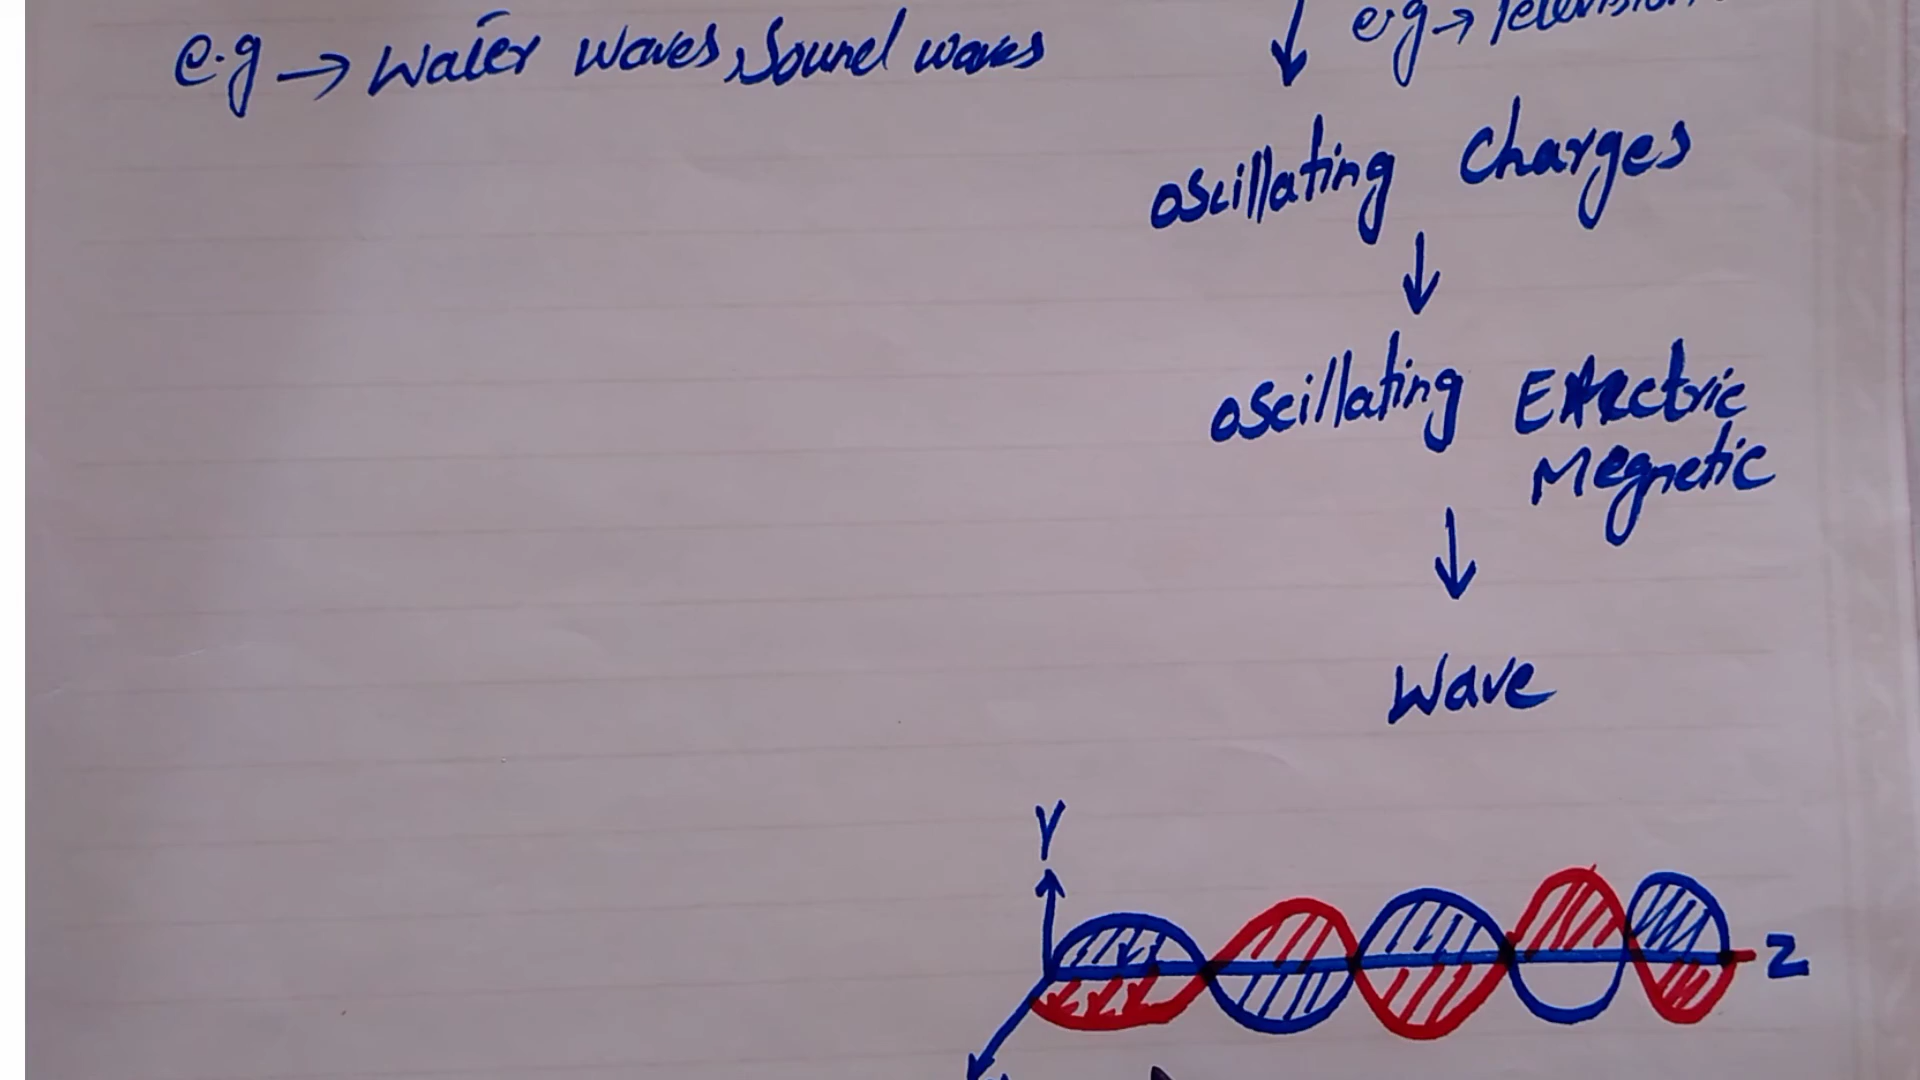 e.g → Water waves, Sound waves
e.g → Television
oscillating Charges
oscillating Electric
Megnetic
Wave
Y
Z